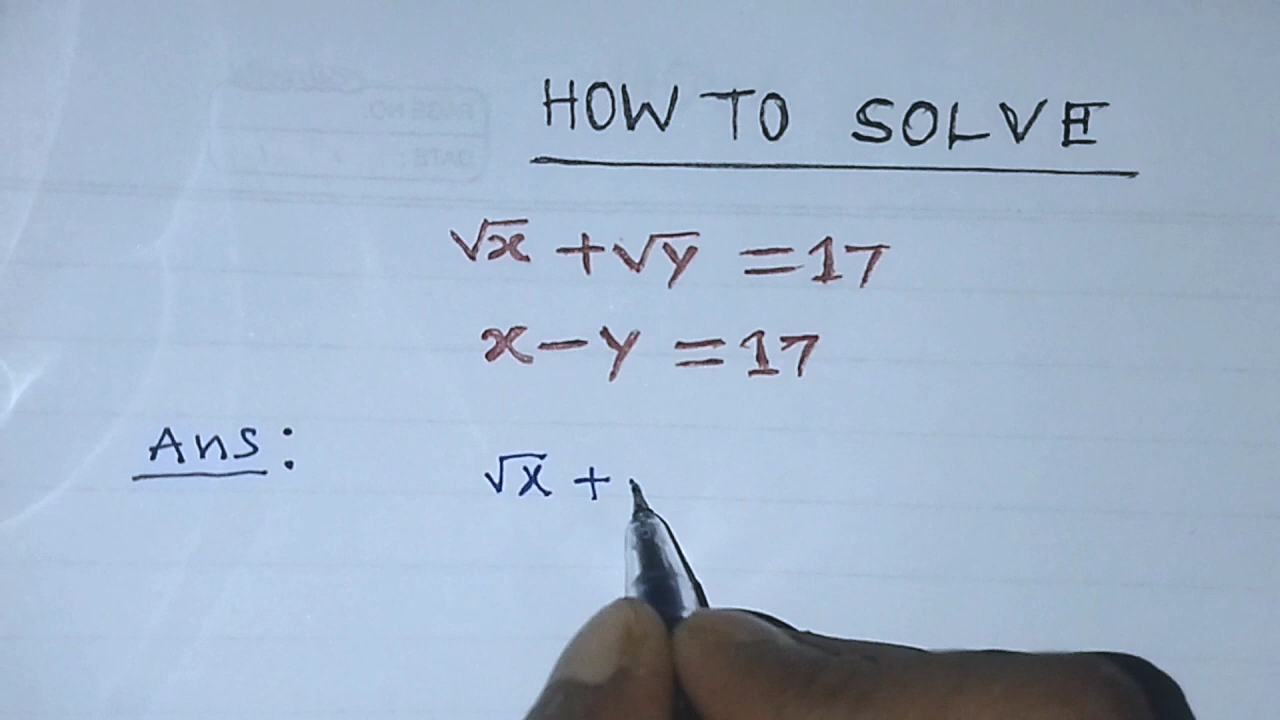 HOW TO SOLVE
√x + √y = 17
x - y = 17
Ans: √x +